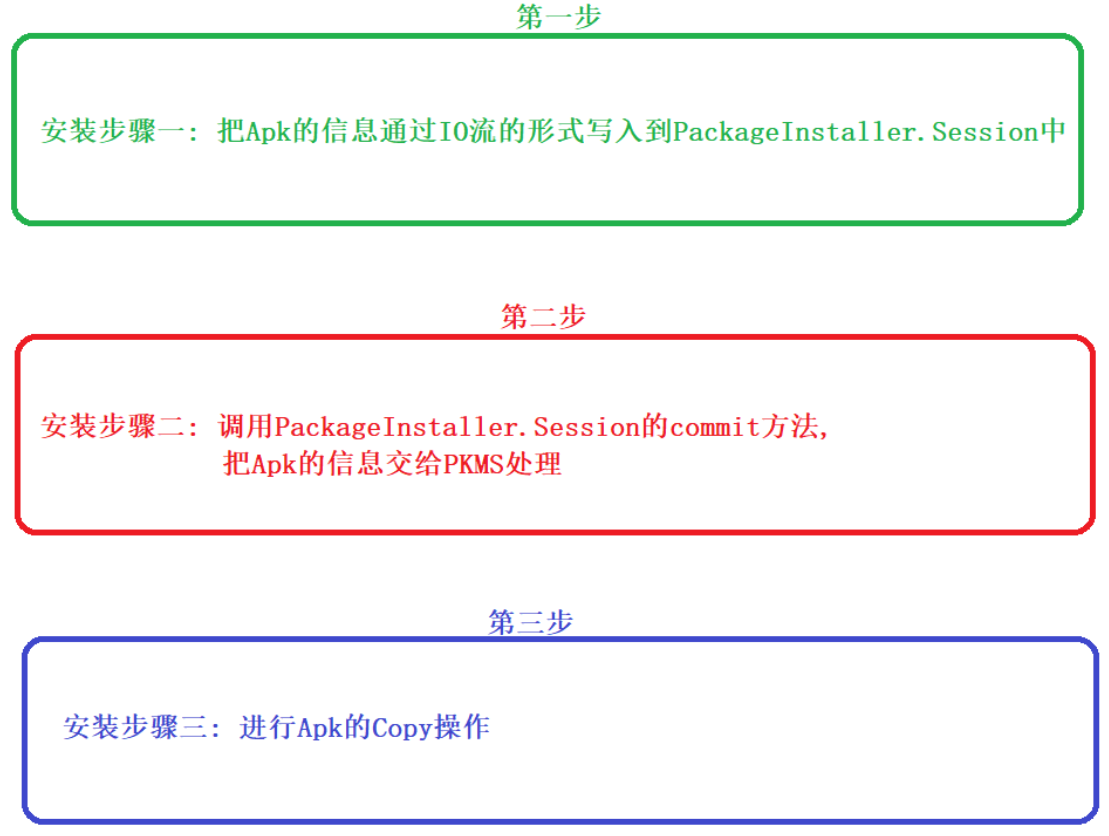 第一步
安装步骤一: 把Apk的信息通过IO流的形式写入到PackageInstaller.Session中
第二步
安装步骤二: 调用PackageInstaller.Session的commit方法,
把Apk的信息交给PKMS处理
第三步
安装步骤三: 进行Apk的Copy操作